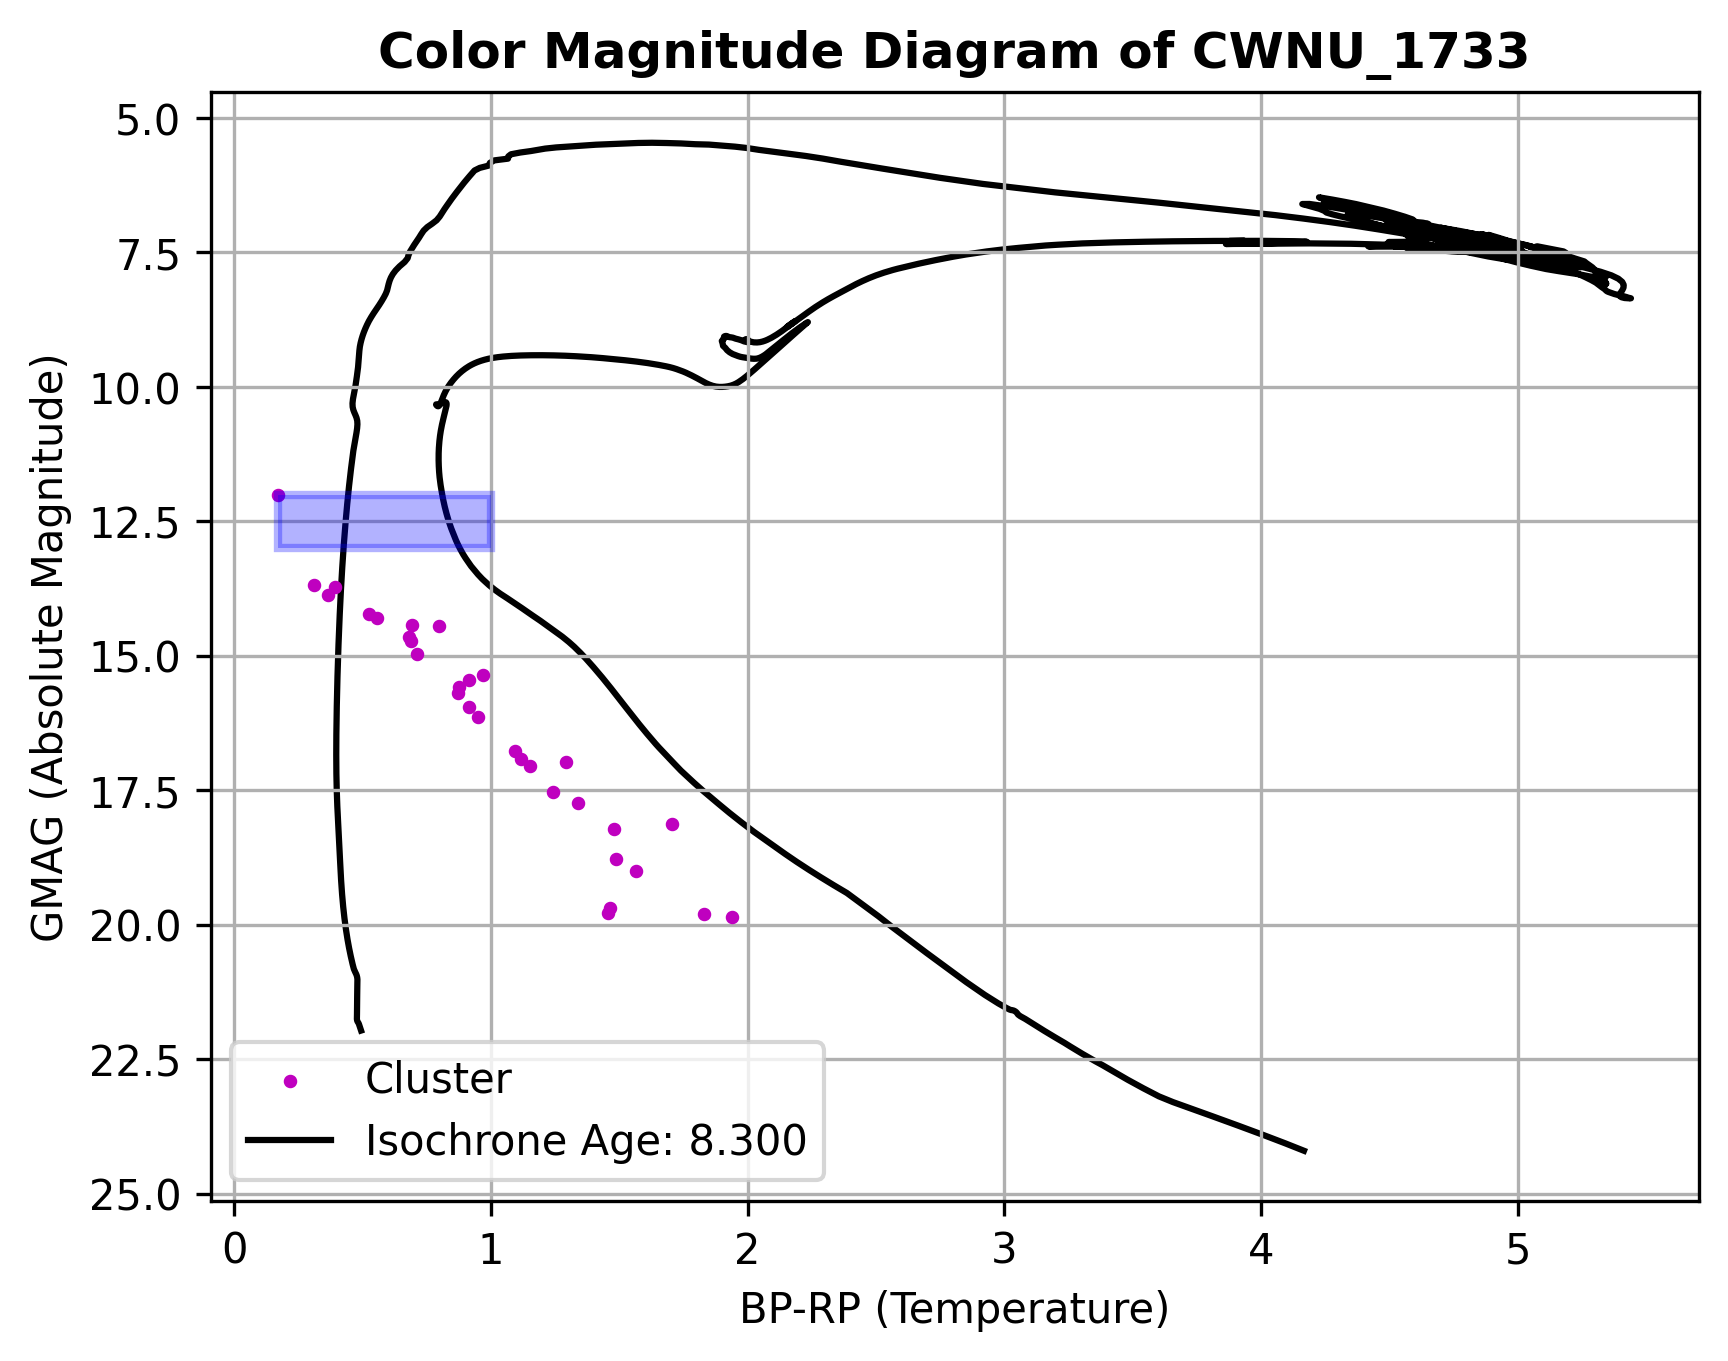 Color Magnitude Diagram of CWNU_1733
GMAG (Absolute Magnitude)
5.0
7.5
10.0
12.5
15.0
17.5
20.0
22.5
25.0
Cluster
Isochrone Age: 8.300
0 1 2 3 4 5
BP-RP (Temperature)